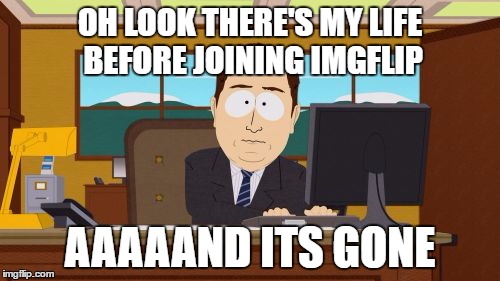 OH LOOK THERE'S MY LIFE
BEFORE JOINING IMGFLIP
AAAAAND ITS GONE
imgflip.com